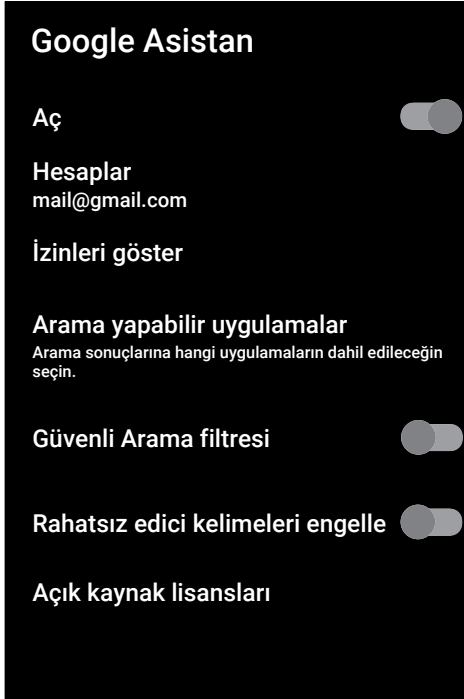 Google Asistan
Aç
Hesaplar
mail@gmail.com
İzinleri göster
Arama yapabilir uygulamalar
Arama sonuçlarına hangi uygulamaların dahil edileceğin
seçin.
Güvenli Arama filtresi
Rahatsız edici kelimeleri engelle
Açık kaynak lisansları